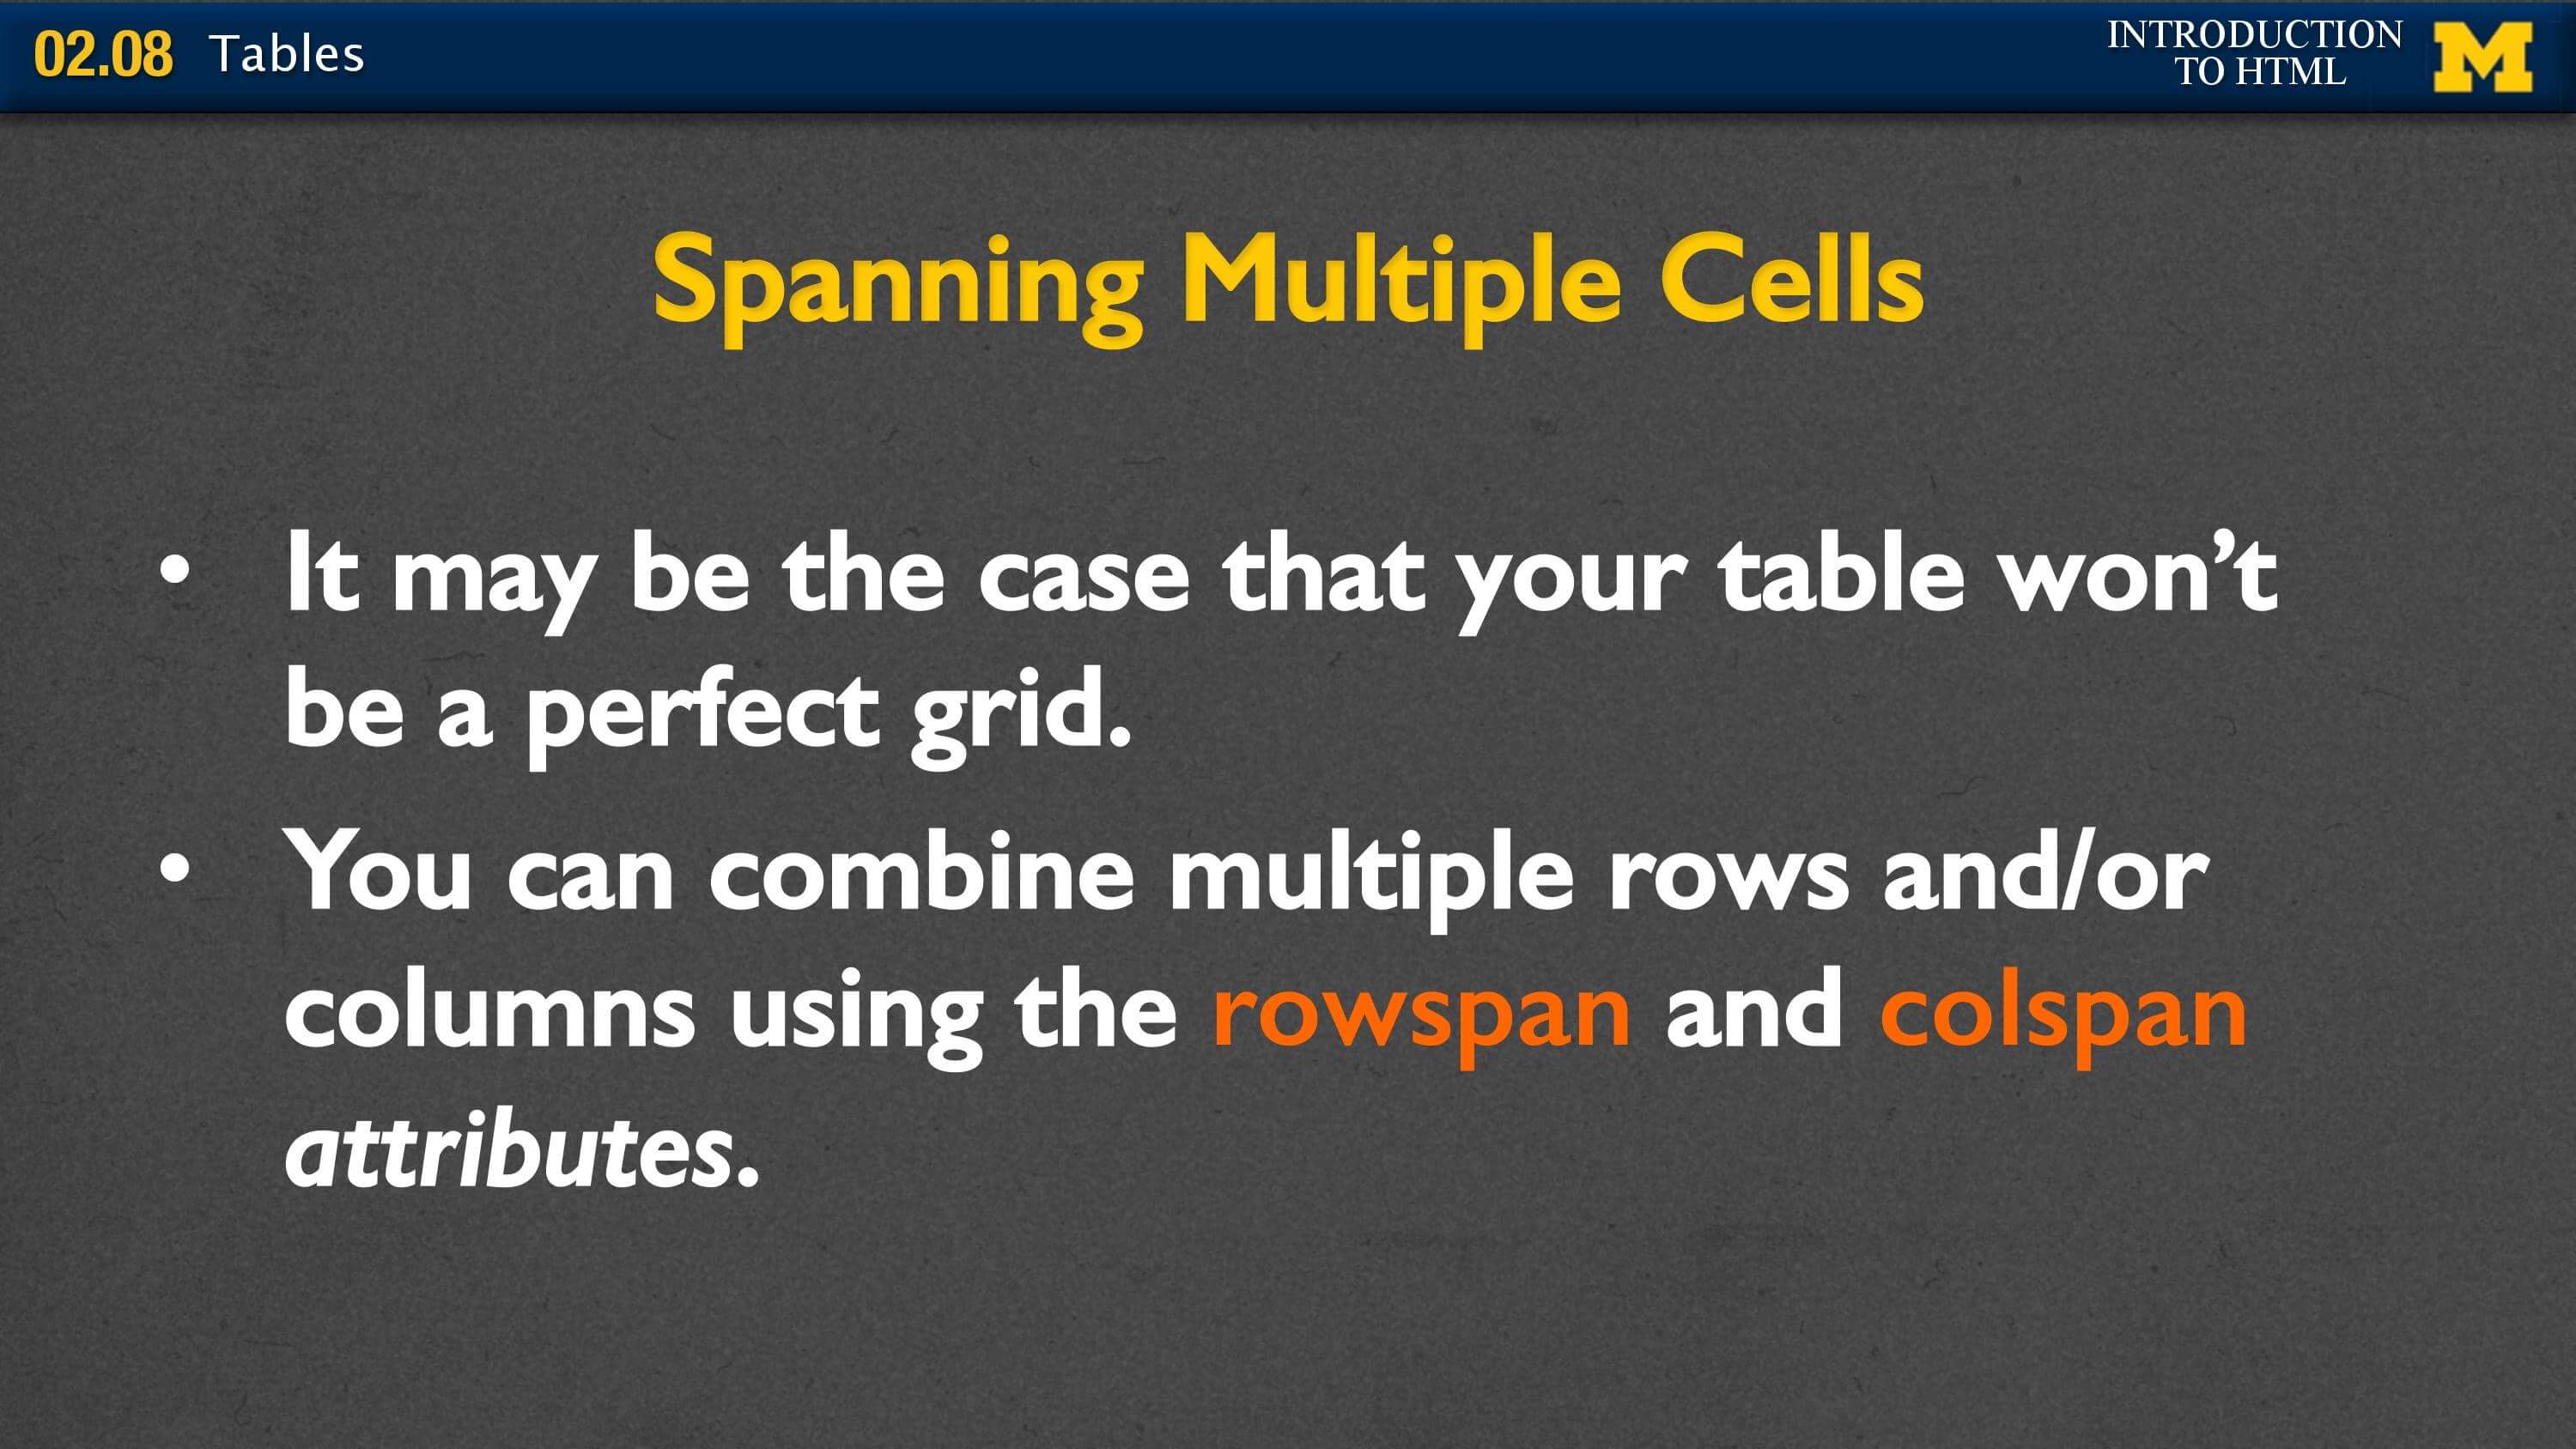 02.08 Tables
INTRODUCTION
TO HTML
M
Spanning Multiple Cells
• It may be the case that your table won’t
be a perfect grid.
• You can combine multiple rows and/or
columns using the rowspan and colspan
attributes.